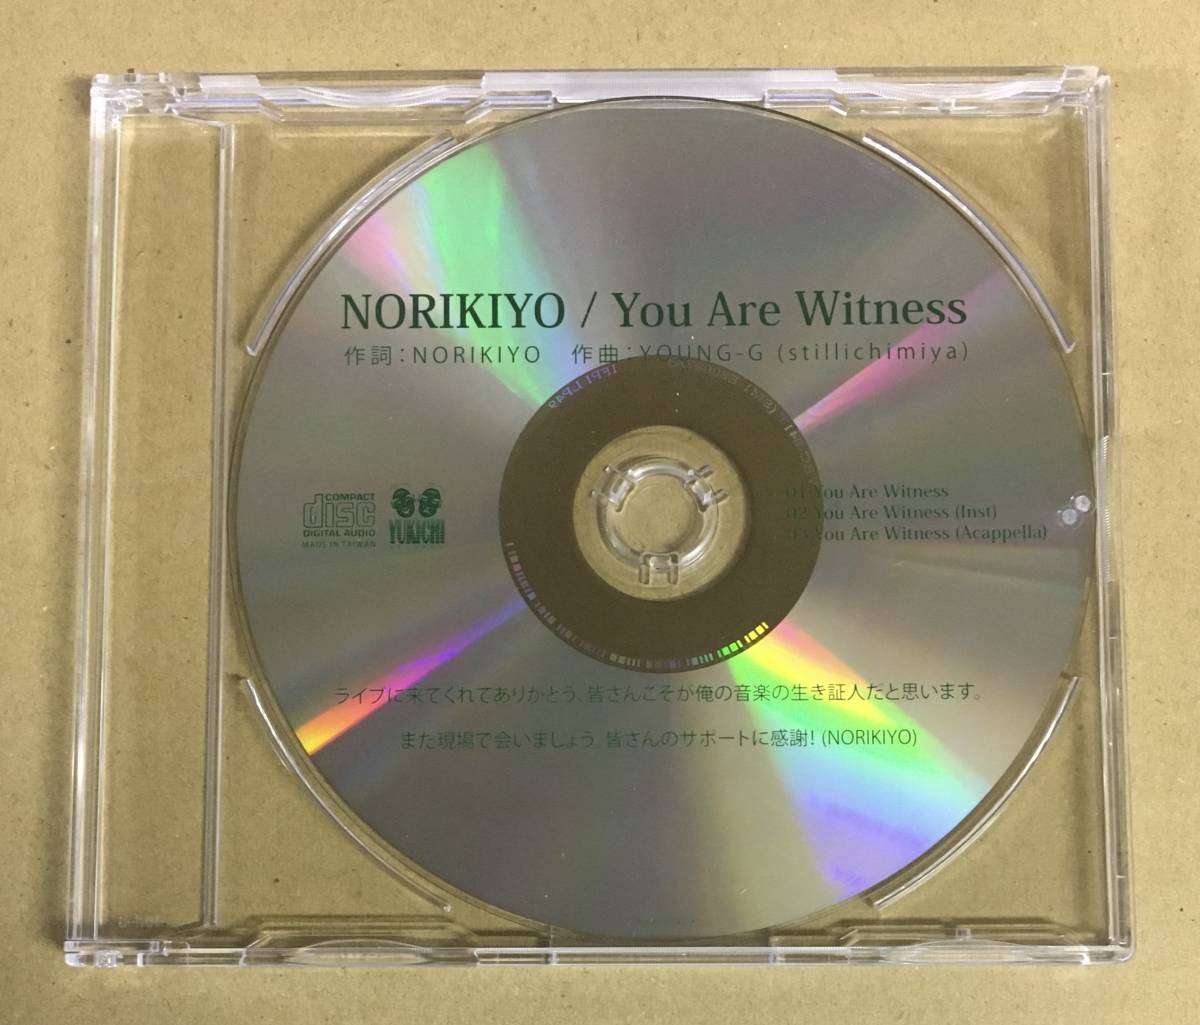 NORIKIYO / You Are Witness
作詞：NORIKIYO 作曲：YOUNG-G (stillichimiya)
IFPI LP49
COMPACT
disc
DIGITAL AUDIO
MADE IN TAIWAN
YUKICHI
01 You Are Witness
02 You Are Witness (Inst)
03 You Are Witness (Acappella)
ライブに来てくれてありがとう、皆さんこそが俺の音楽の生き証人だと思います。
また現場で会いましょう 皆さんのサポートに感謝! (NORIKIYO)